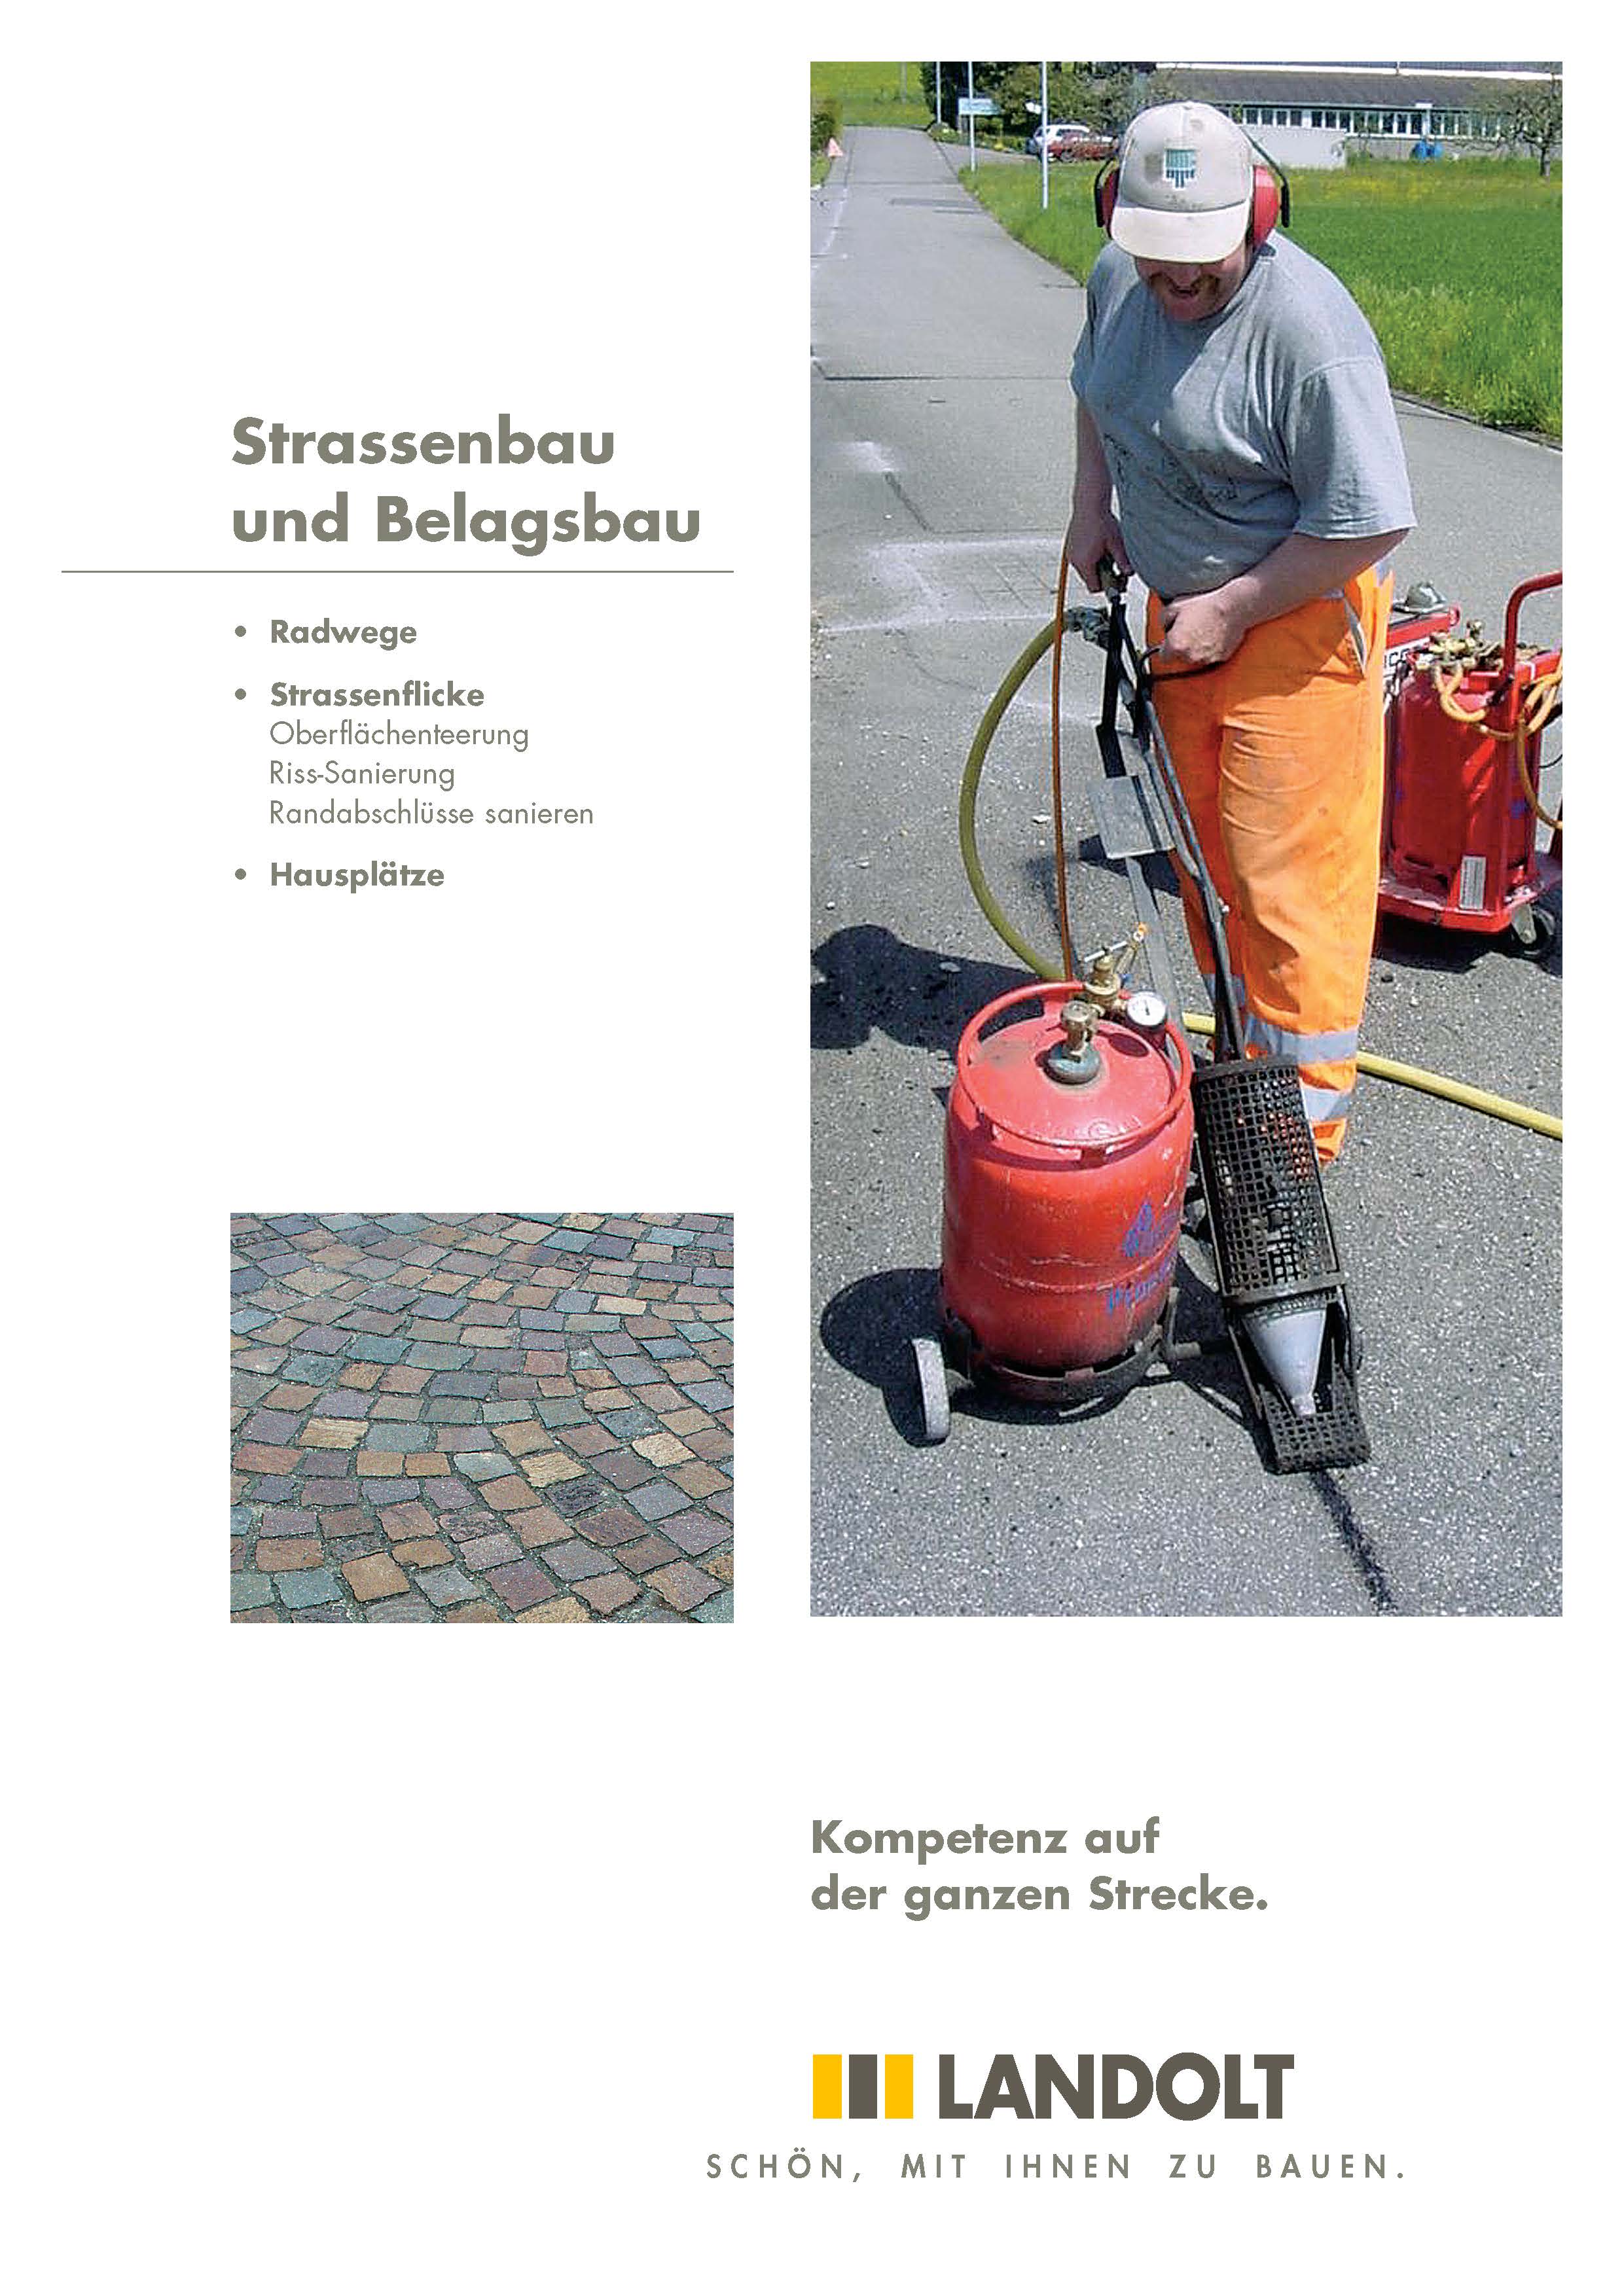 Strassenbau
und Belagsbau
• Radwege
• Strassenflicke
Oberflächenteerung
Riss-Sanierung
Randabschlüsse sanieren
• Hausplätze
Kompetenz auf
der ganzen Strecke.
LANDOLT
SCHÖN, MIT IHNEN ZU BAUEN.